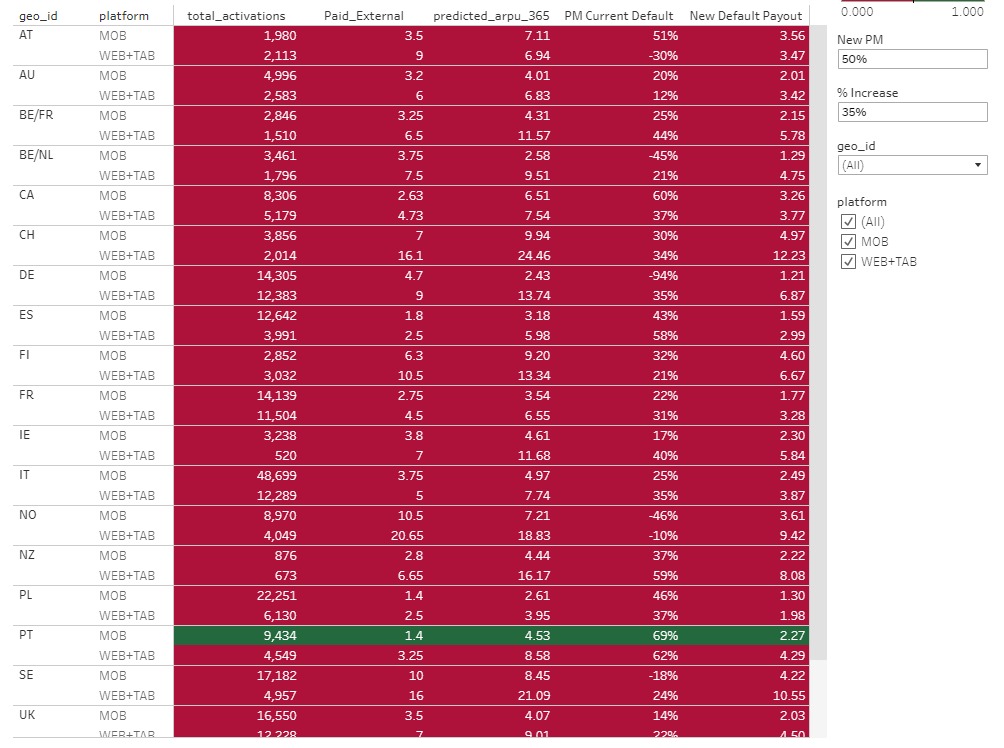 geo_id platform total_activations Paid_External predicted_arpu_365 PM Current Default New Default Payout
AT MOB 1,980 3.5 7.11 51% 3.56
WEB+TAB 2,113 9 6.94 -30% 3.47
AU MOB 4,996 3.2 4.01 20% 2.01
WEB+TAB 2,583 6 6.83 12% 3.42
BE/FR MOB 2,846 3.25 4.31 25% 2.15
WEB+TAB 1,510 6.5 11.57 44% 5.78
BE/NL MOB 3,461 3.75 2.58 -45% 1.29
WEB+TAB 1,796 7.5 9.51 21% 4.75
CA MOB 8,306 2.63 6.51 60% 3.26
WEB+TAB 5,179 4.73 7.54 37% 3.77
CH MOB 3,856 7 9.94 30% 4.97
WEB+TAB 2,014 16.1 24.46 34% 12.23
DE MOB 14,305 4.7 2.43 -94% 1.21
WEB+TAB 12,383 9 13.74 35% 6.87
ES MOB 12,642 1.8 3.18 43% 1.59
WEB+TAB 3,991 2.5 5.98 58% 2.99
FI MOB 2,852 6.3 9.20 32% 4.60
WEB+TAB 3,032 10.5 13.34 21% 6.67
FR MOB 14,139 2.75 3.54 22% 1.77
WEB+TAB 11,504 4.5 6.55 31% 3.28
IE MOB 3,238 3.8 4.61 17% 2.30
WEB+TAB 520 7 11.68 40% 5.84
IT MOB 48,699 3.75 4.97 25% 2.49
WEB+TAB 12,289 5 7.74 35% 3.87
NO MOB 8,970 10.5 7.21 -46% 3.61
WEB+TAB 4,049 20.65 18.83 -10% 9.42
NZ MOB 876 2.8 4.44 37% 2.22
WEB+TAB 673 6.65 16.17 59% 8.08
PL MOB 22,251 1.4 2.61 46% 1.30
WEB+TAB 6,130 2.5 3.95 37% 1.98
PT MOB 9,434 1.4 4.53 69% 2.27
WEB+TAB 4,549 3.25 8.58 62% 4.29
SE MOB 17,182 10 8.45 -18% 4.22
WEB+TAB 4,957 16 21.09 24% 10.55
UK MOB 16,550 3.5 4.07 14% 2.03
WEB+TAB 12,228 7 9.01 22% 4.50
0.000 1.000
New PM
50%
% Increase
35%
geo_id
(All)
platform
(All)
MOB
WEB+TAB